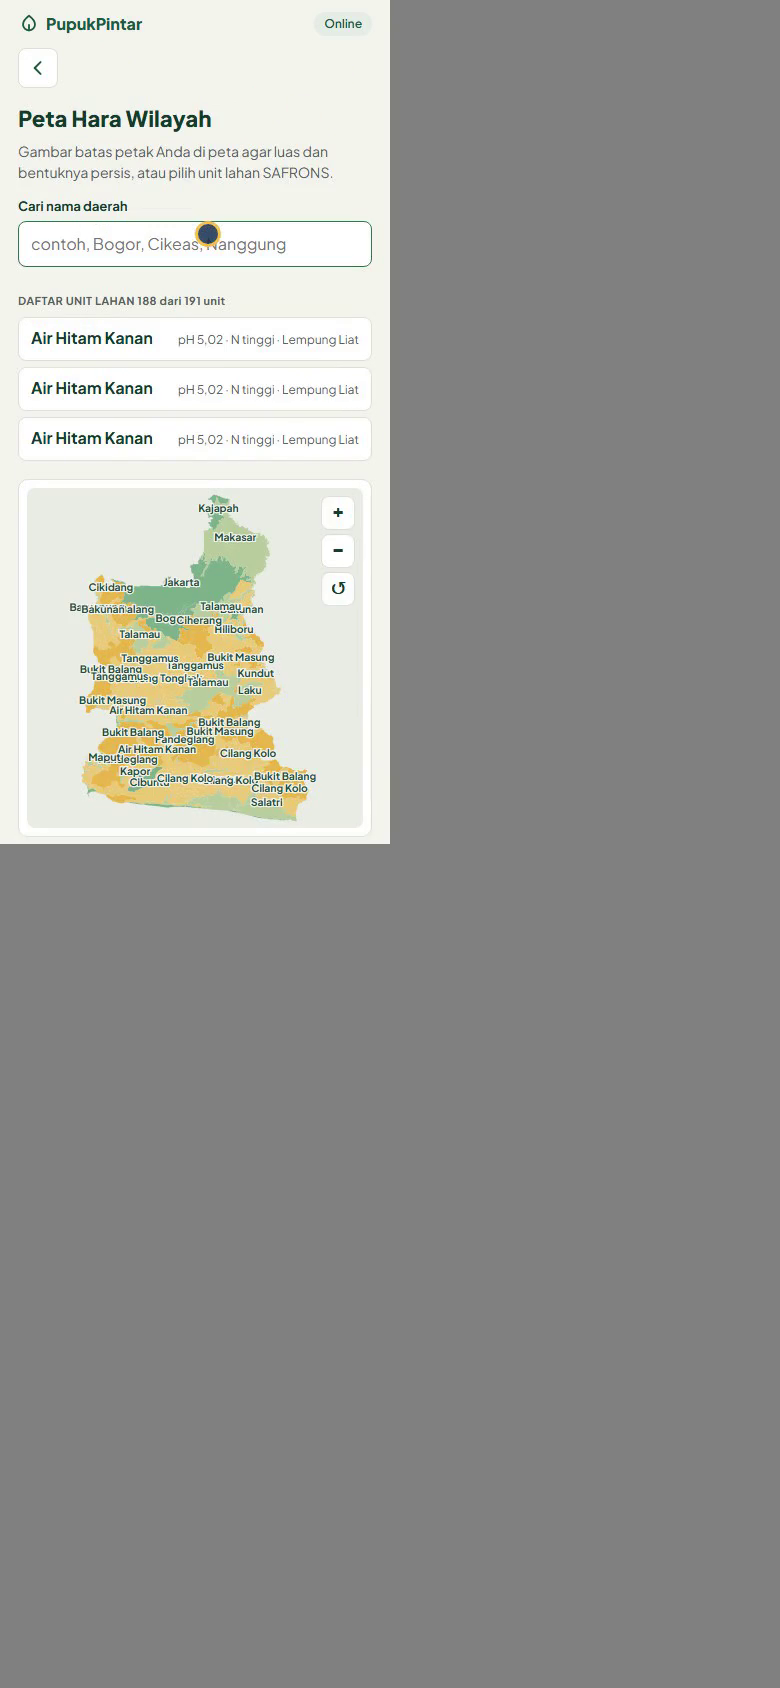 PupukPintar
Online
Peta Hara Wilayah
Gambar batas petak Anda di peta agar luas dan
bentuknya persis, atau pilih unit lahan SAFRONS.
Cari nama daerah
contoh, Bogor, Cikeas, Nanggung
DAFTAR UNIT LAHAN 188 dari 191 unit
Air Hitam Kanan pH 5,02 · N tinggi · Lempung Liat
Air Hitam Kanan pH 5,02 · N tinggi · Lempung Liat
Air Hitam Kanan pH 5,02 · N tinggi · Lempung Liat
Kajapah
+
Makasar
−
Jakarta
Cikidang
↺
Talamau
Ciherang
Hiliboru
Talamau
Tanggamus
Bukit Masung
Tanggamus
Bukit Balang
Kundut
Tanggamus
Talamau
Laku
Bukit Masung
Air Hitam Kanan
Bukit Balang
Bukit Balang
Bukit Masung
Pandeglang
Air Hitam Kanan
Cilang Kolo
Kapor
Cilang Kolo
Bukit Balang
Cilang Kolo
Salatri